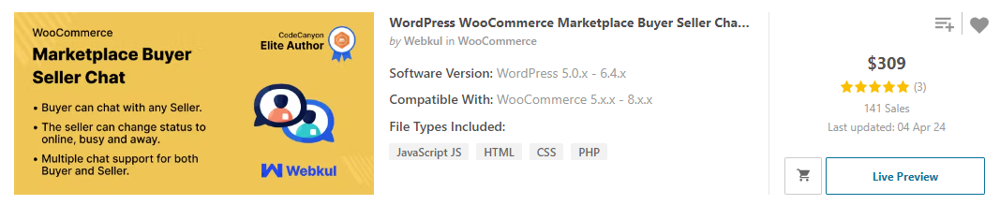 WooCommerce
Marketplace Buyer
Seller Chat
• Buyer can chat with any Seller.
• The seller can change status to
online, busy and away.
• Multiple chat support for both
Buyer and Seller.
CodeCanyon
Elite Author
Webkul
WordPress WooCommerce Marketplace Buyer Seller Cha...
by Webkul in WooCommerce
Software Version: WordPress 5.0.x - 6.4.x
Compatible With: WooCommerce 5.x.x - 8.x.x
File Types Included:
JavaScript JS HTML CSS PHP
$309
(3)
141 Sales
Last updated: 04 Apr 24
Live Preview